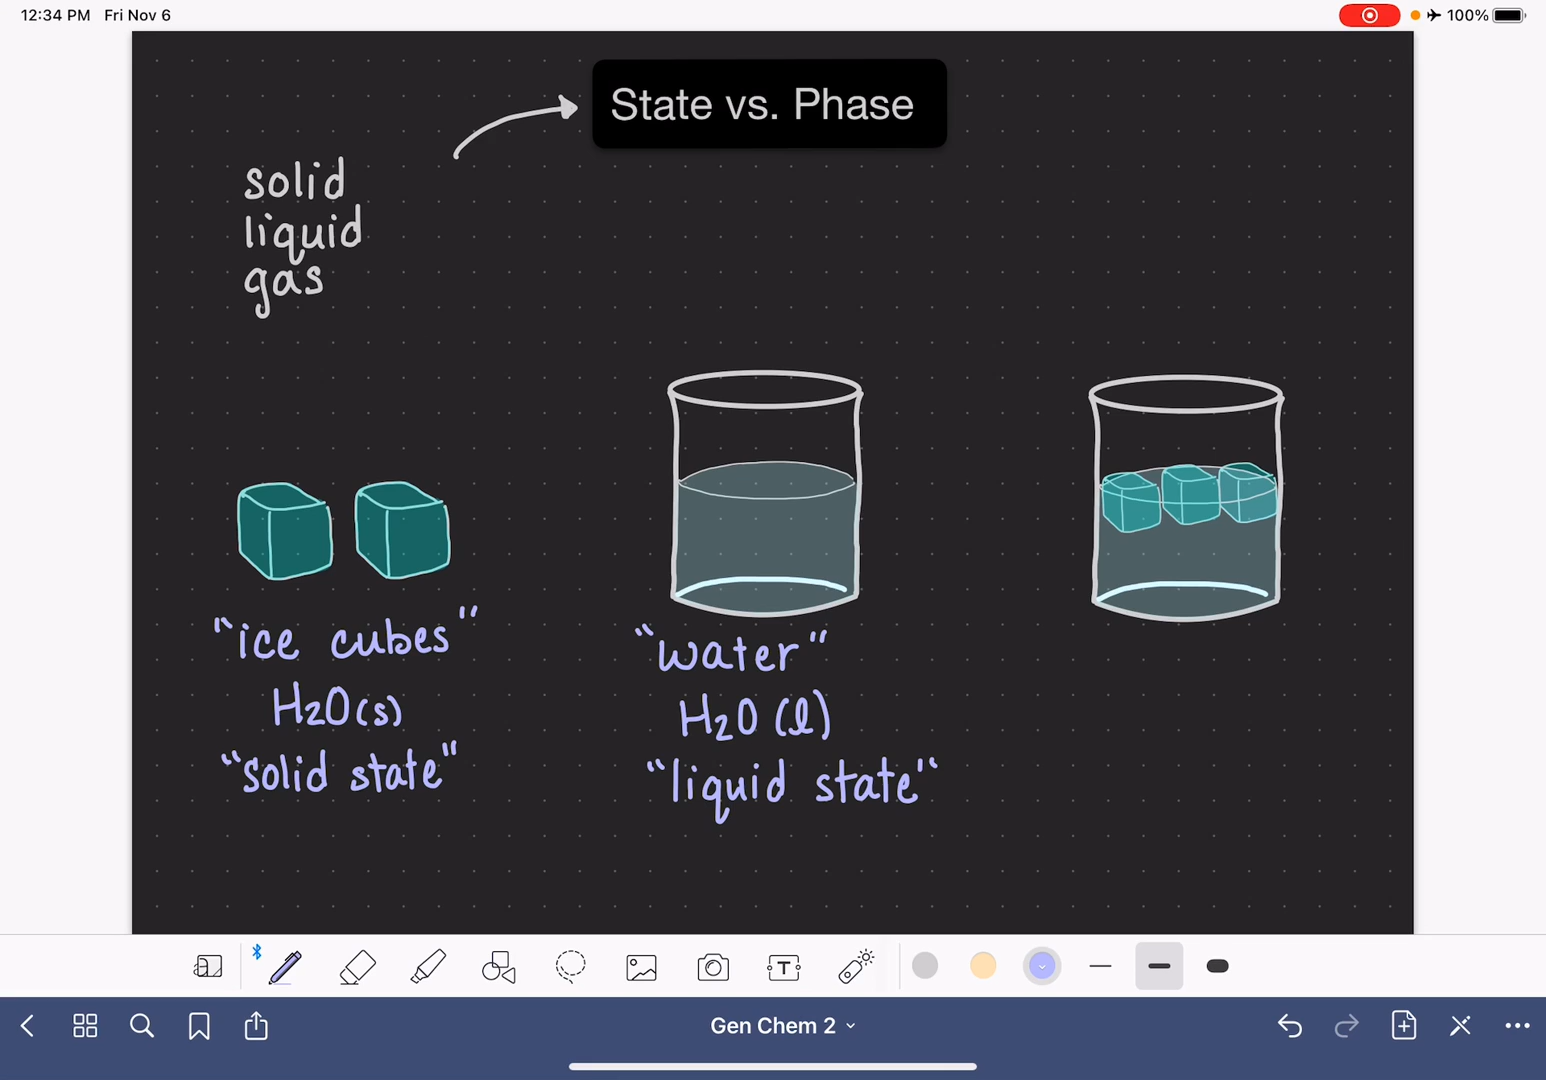 12:34 PM Fri Nov 6
100%
State vs. Phase
solid
liquid
gas
"ice cubes"
H2O(s)
"solid state"
"water"
H2O (l)
"liquid state"
T
Gen Chem 2